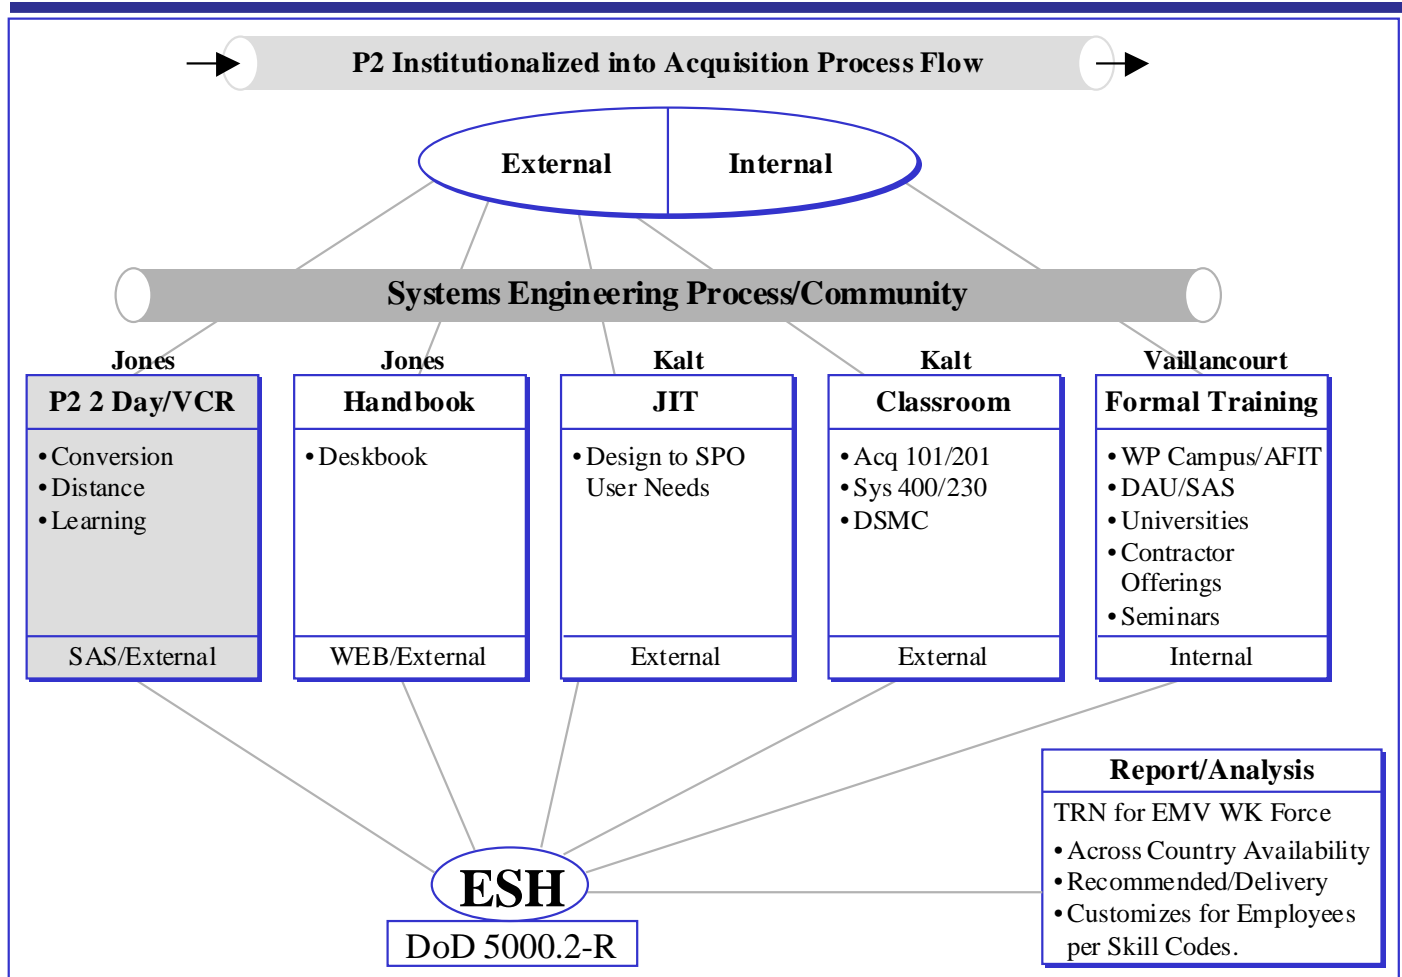 P2 Institutionalized into Acquisition Process Flow
External
Internal
Systems Engineering Process/Community
Jones
P2 2 Day/VCR
• Conversion
• Distance
• Learning
SAS/External
Jones
Handbook
• Deskbook
WEB/External
Kalt
JIT
• Design to SPO
User Needs
External
Kalt
Classroom
• Acq 101/201
• Sys 400/230
• DSMC
External
Vaillancourt
Formal Training
• WP Campus/AFIT
• DAU/SAS
• Universities
• Contractor
Offerings
• Seminars
Internal
ESH
DoD 5000.2-R
Report/Analysis
TRN for EMV WK Force
• Across Country Availability
• Recommended/Delivery
• Customizes for Employees
per Skill Codes.